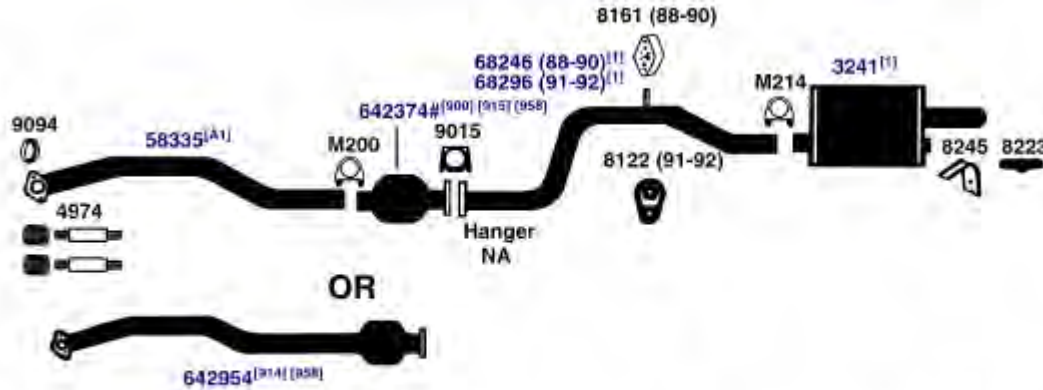 8161 (88-90)
68246 (88-90)[1]
68296 (91-92)[1]
3241[1]
M214
642374#[900] [915] [958]
9094
58335[A1]
M200
9015
8122 (91-92)
8245
8223
4974
Hanger
NA
OR
642954[914] [958]